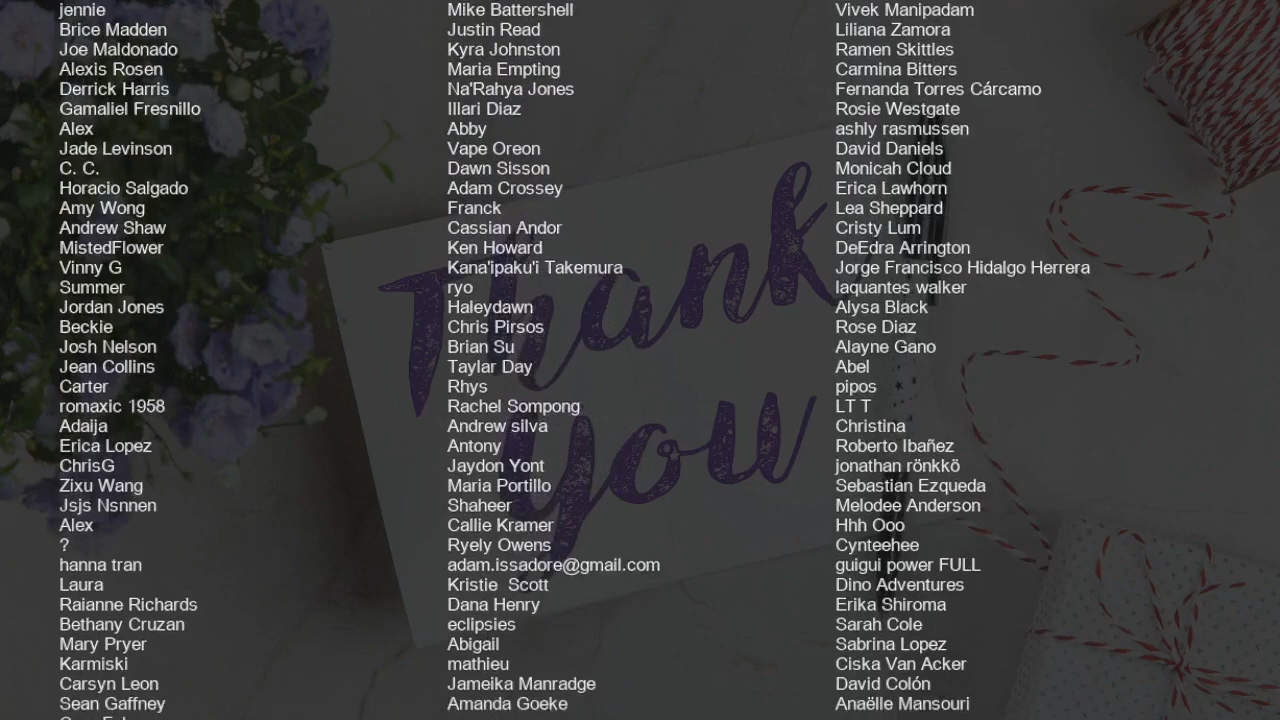 jennie
Brice Madden
Joe Maldonado
Alexis Rosen
Derrick Harris
Gamaliel Fresnillo
Alex
Jade Levinson
C. C.
Horacio Salgado
Amy Wong
Andrew Shaw
MistedFlower
Vinny G
Summer
Jordan Jones
Beckie
Josh Nelson
Jean Collins
Carter
romaxic 1958
Adaija
Erica Lopez
ChrisG
Zixu Wang
Jsjs Nsnnen
Alex
?
hanna tran
Laura
Raianne Richards
Bethany Cruzan
Mary Pryer
Karmiski
Carsyn Leon
Sean Gaffney
Mike Battershell
Justin Read
Kyra Johnston
Maria Empting
Na'Rahya Jones
Illari Diaz
Abby
Vape Oreon
Dawn Sisson
Adam Crossey
Franck
Cassian Andor
Ken Howard
Kana'ipaku'i Takemura
ryo
Haleydawn
Chris Pirsos
Brian Su
Taylar Day
Rhys
Rachel Sompong
Andrew silva
Antony
Jaydon Yont
Maria Portillo
Shaheer
Callie Kramer
Ryely Owens
adam.issadore@gmail.com
Kristie  Scott
Dana Henry
eclipsies
Abigail
mathieu
Jameika Manradge
Amanda Goeke
Vivek Manipadam
Liliana Zamora
Ramen Skittles
Carmina Bitters
Fernanda Torres Cárcamo
Rosie Westgate
ashly rasmussen
David Daniels
Monicah Cloud
Erica Lawhorn
Lea Sheppard
Cristy Lum
DeEdra Arrington
Jorge Francisco Hidalgo Herrera
laquantes walker
Alysa Black
Rose Diaz
Alayne Gano
Abel
pipos
LT T
Christina
Roberto Ibañez
jonathan rönkkö
Sebastian Ezqueda
Melodee Anderson
Hhh Ooo
Cynteehee
guigui power FULL
Dino Adventures
Erika Shiroma
Sarah Cole
Sabrina Lopez
Ciska Van Acker
David Colón
Anaëlle Mansouri
Thank
you